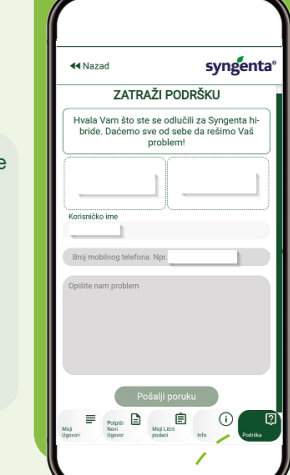 e
Nazad
syngenta®
ZATRAŽI PODRŠKU
Hvala Vam što ste se odlučili za Syngenta hi-
bride. Daćemo sve od sebe da rešimo Vaš
problem!
Korisničko ime
Broj mobilnog telefona. Npr.
Opišite nam problem
Pošalji poruku
Moji
Ugovori
Potpiši
Novi
Ugovor
Moji Lični
podaci
Info
Podrška